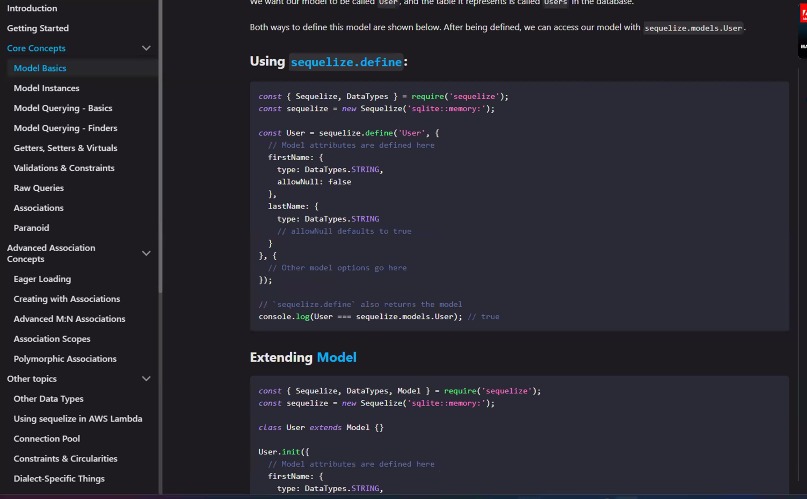 Introduction
Getting Started
Core Concepts
Model Basics
Model Instances
Model Querying - Basics
Model Querying - Finders
Getters, Setters & Virtuals
Validations & Constraints
Raw Queries
Associations
Paranoid
Advanced Association
Concepts
Eager Loading
Creating with Associations
Advanced M:N Associations
Association Scopes
Polymorphic Associations
Other topics
Other Data Types
Using sequelize in AWS Lambda
Connection Pool
Constraints & Circularities
Dialect-Specific Things
We want our model to be called User, and the table it represents is called Users in the database.
Both ways to define this model are shown below. After being defined, we can access our model with sequelize.models.User.
Using sequelize.define:
const { Sequelize, DataTypes } = require('sequelize');
const sequelize = new Sequelize('sqlite::memory:');
const User = sequelize.define('User', {
// Model attributes are defined here
firstName: {
type: DataTypes.STRING,
allowNull: false
},
lastName: {
type: DataTypes.STRING
// allowNull defaults to true
}
}, {
// Other model options go here
});
// `sequelize.define` also returns the model
console.log(User === sequelize.models.User); // true
Extending Model
const { Sequelize, DataTypes, Model } = require('sequelize');
const sequelize = new Sequelize('sqlite::memory:');
class User extends Model {}
User.init({
// Model attributes are defined here
firstName: {
type: DataTypes.STRING,